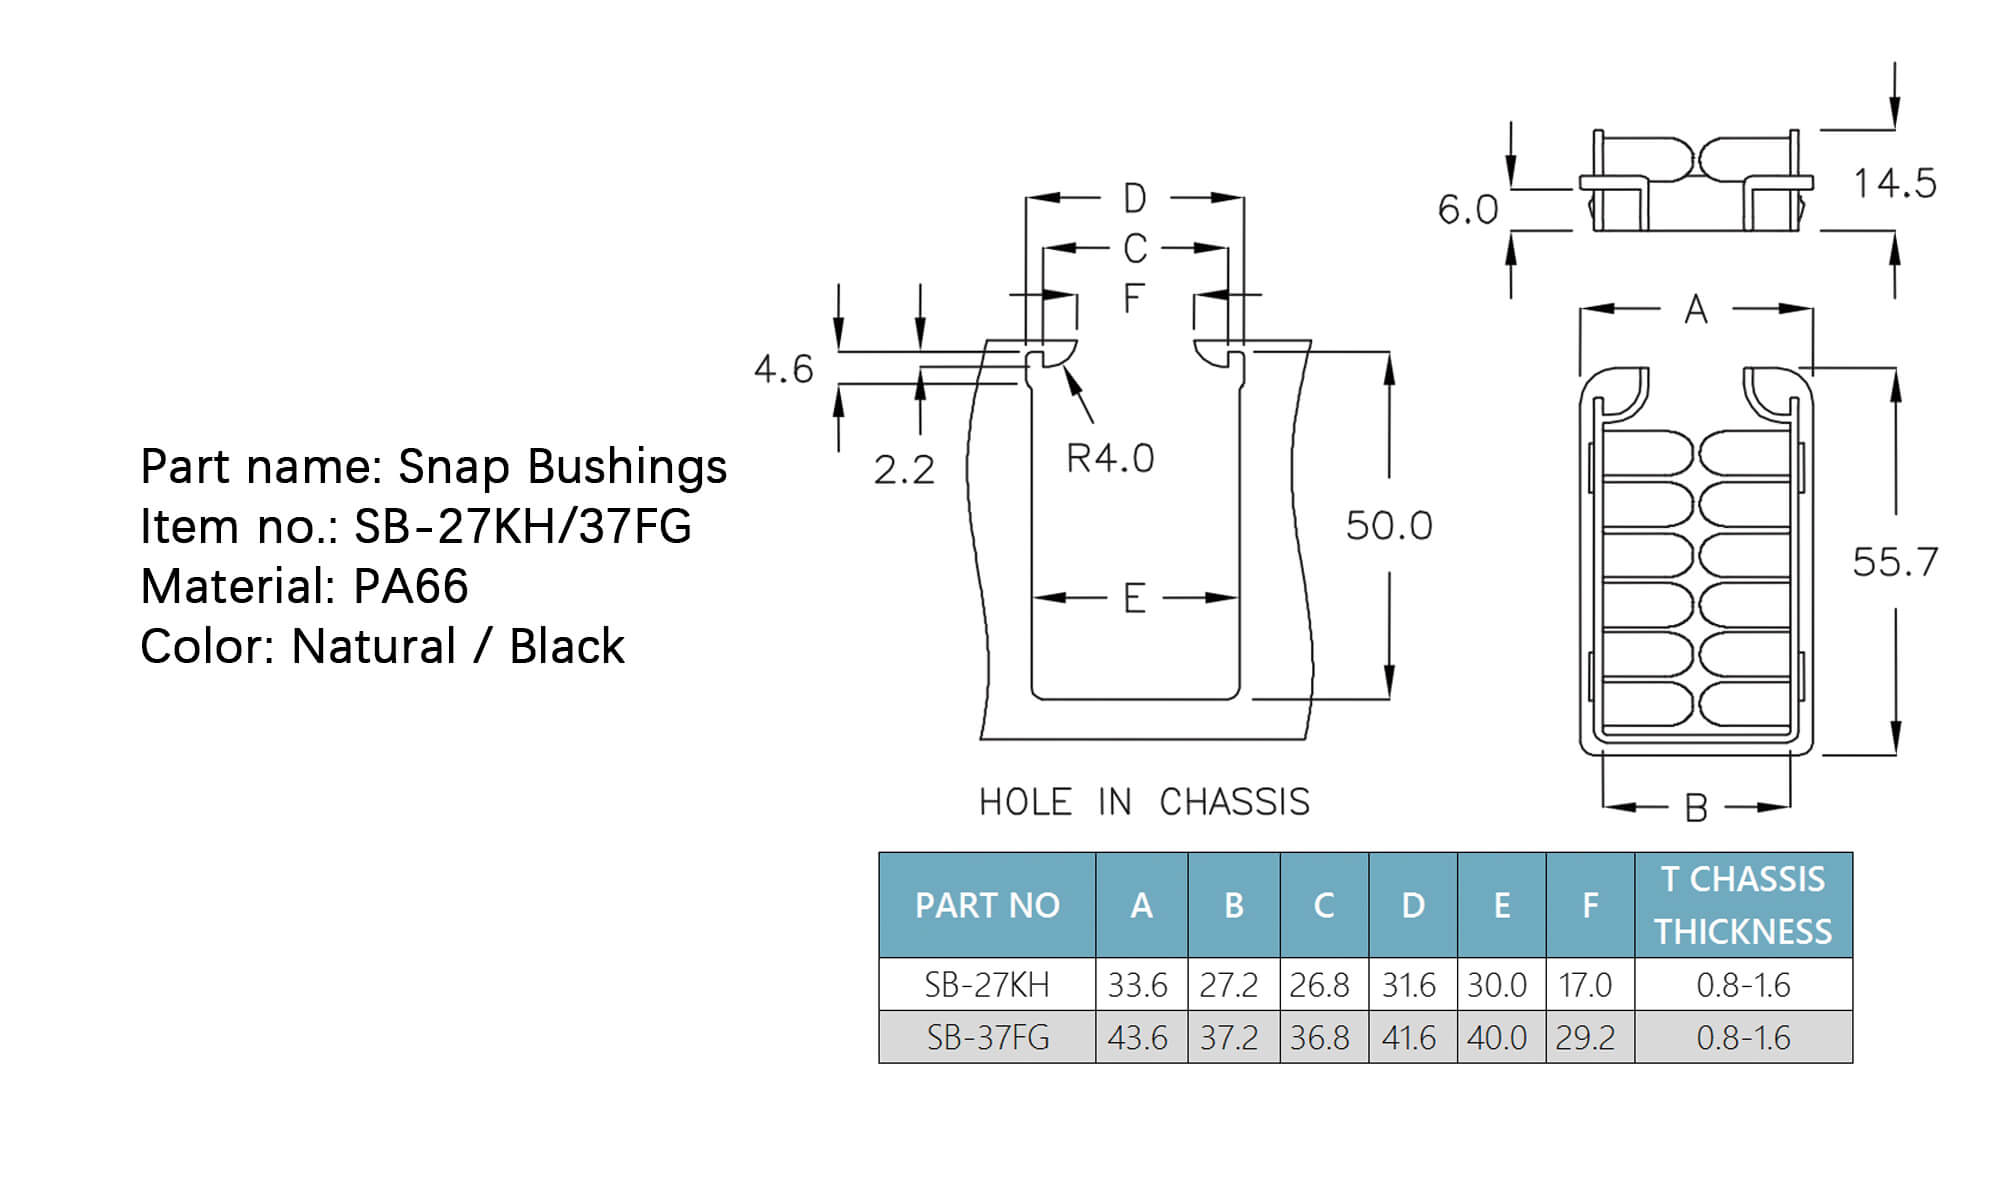 Part name: Snap Bushings
Item no.: SB-27KH/37FG
Material: PA66
Color: Natural / Black
D
C
F
4.6
2.2
R4.0
50.0
E
HOLE IN CHASSIS
6.0
14.5
A
55.7
B
PART NO A B C D E F T CHASSIS THICKNESS
SB-27KH 33.6 27.2 26.8 31.6 30.0 17.0 0.8-1.6
SB-37FG 43.6 37.2 36.8 41.6 40.0 29.2 0.8-1.6